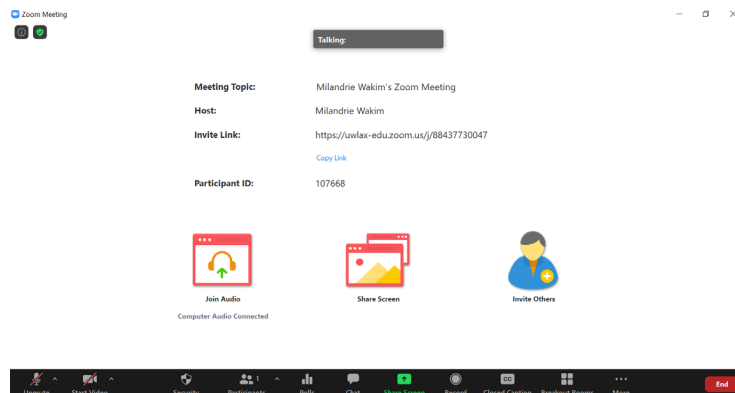 Zoom Meeting
Talking:
Meeting Topic: Milandrie Wakim's Zoom Meeting
Host: Milandrie Wakim
Invite Link: https://uwlax-edu.zoom.us/j/88437730047
Copy Link
Participant ID: 107668
Join Audio Share Screen Invite Others
Computer Audio Connected
1
CC
Unmute Start Video Security Participants Polls Chat Share Screen Record Closed Caption Breakout Rooms More End